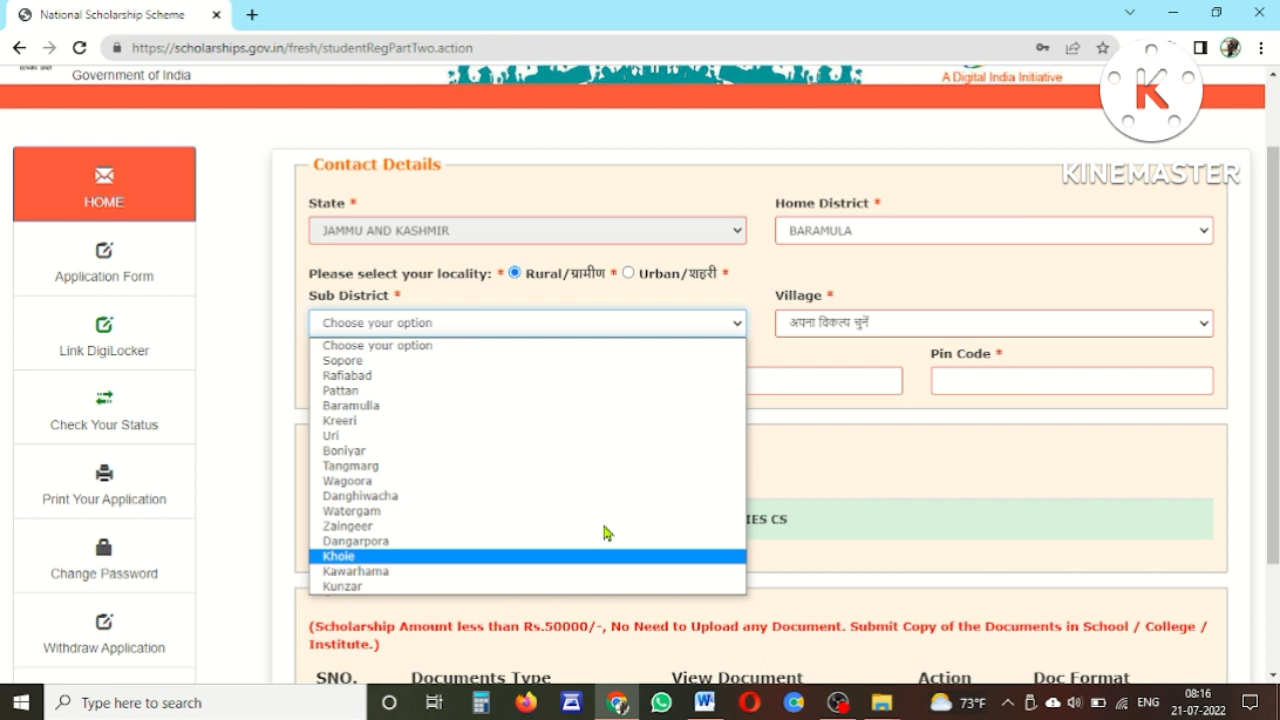 National Scholarship Scheme
https://scholarships.gov.in/fresh/studentRegPartTwo.action
Government of India
A Digital India Initiative
K
KINEMASTER
HOME
Application Form
Link DigiLocker
Check Your Status
Print Your Application
Change Password
Withdraw Application
Contact Details
State *
Home District *
JAMMU AND KASHMIR
BARAMULA
Please select your locality: * Rural/ग्रामीण * Urban/शहरी *
Sub District *
Village *
Choose your option
अपना विकल्प चुनें
Pin Code *
Choose your option
Sopore
Rafiabad
Pattan
Baramulla
Kreeri
Uri
Boniyar
Tangmarg
Wagoora
Danghiwacha
Watergam
Zaingeer
Dangarpora
Khoie
Kawarhama
Kunzar
IES CS
(Scholarship Amount less than Rs.50000/-, No Need to Upload any Document. Submit Copy of the Documents in School / College /
Institute.)
SNO. Documents Type View Document Action Doc Format
Type here to search
73°F
ENG
08:16
21-07-2022